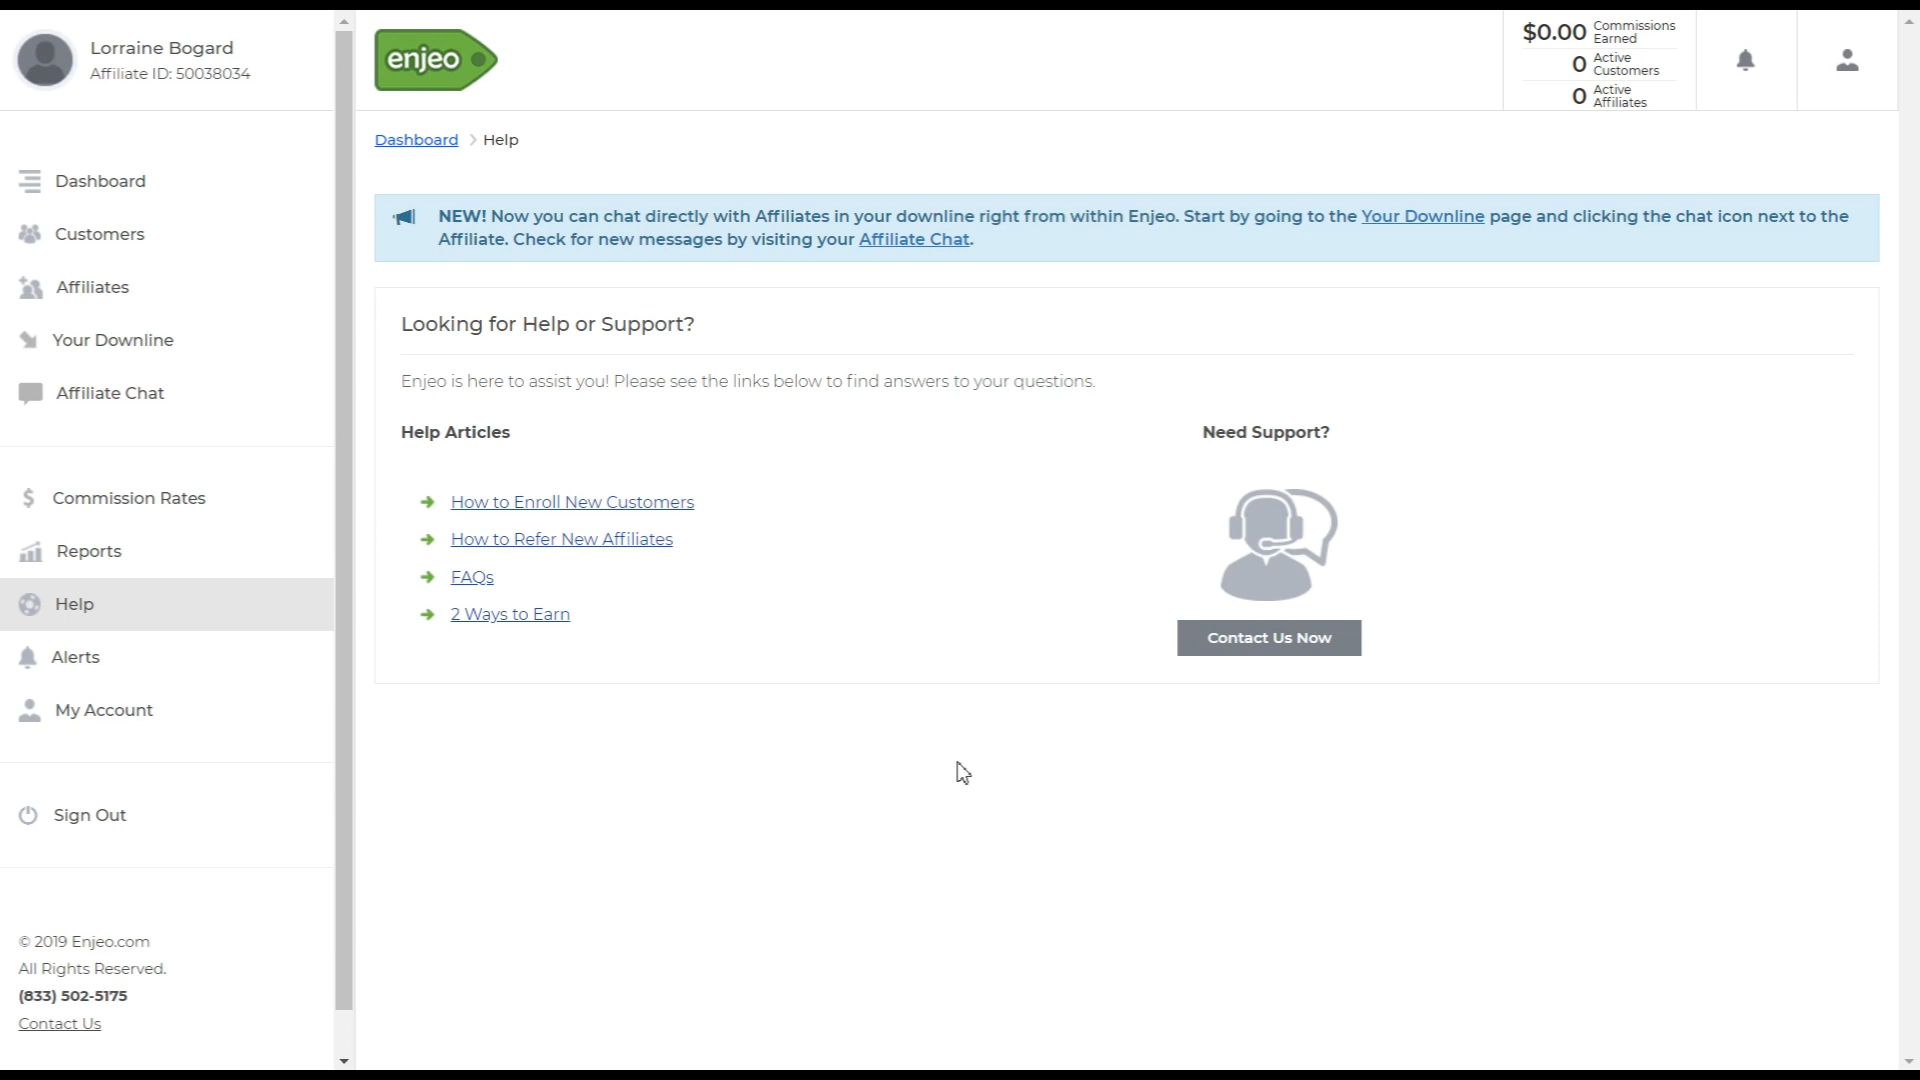 Lorraine Bogard
Affiliate ID: 50038034
Dashboard
Customers
Affiliates
Your Downline
Affiliate Chat
Commission Rates
Reports
Help
Alerts
My Account
Sign Out
© 2019 Enjeo.com
All Rights Reserved.
(833) 502-5175
Contact Us
enjeo
$0.00 Commissions
Earned
0 Active
Customers
0 Active
Affiliates
Dashboard > Help
NEW! Now you can chat directly with Affiliates in your downline right from within Enjeo. Start by going to the Your Downline page and clicking the chat icon next to the
Affiliate. Check for new messages by visiting your Affiliate Chat.
Looking for Help or Support?
Enjeo is here to assist you! Please see the links below to find answers to your questions.
Help Articles
How to Enroll New Customers
How to Refer New Affiliates
FAQs
2 Ways to Earn
Need Support?
Contact Us Now